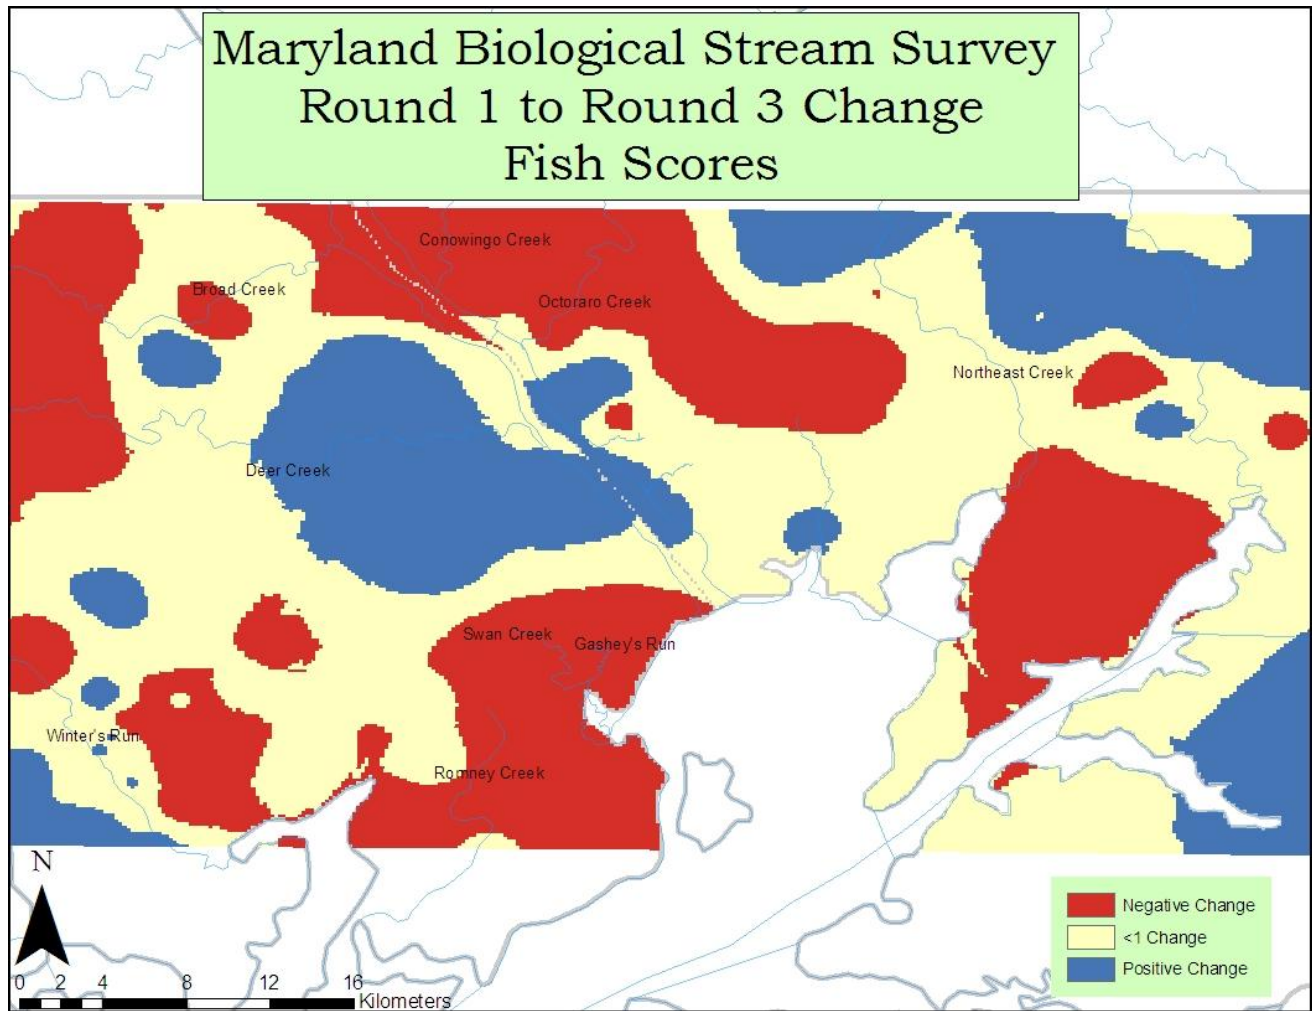 Maryland Biological Stream Survey
Round 1 to Round 3 Change
Fish Scores
Conowingo Creek
Broad Creek
Octoraro Creek
Northeast Creek
Deer Creek
Swan Creek
Gashey's Run
Winter's Run
Romney Creek
N
0 2 4 8 12 16
Kilometers
Negative Change
<1 Change
Positive Change